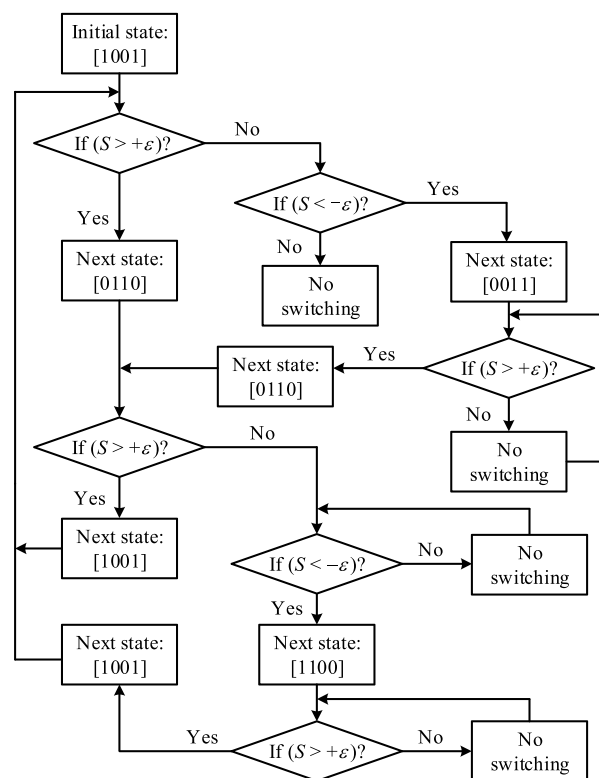 Initial state:
[1001]
If (S > +ε)?
No
If (S < −ε)?
Yes
Yes
No
Next state:
[0110]
No
switching
Next state:
[0011]
Next state:
[0110]
Yes
If (S > +ε)?
No
No
switching
If (S > +ε)?
No
Yes
Next state:
[1001]
If (S < −ε)?
No
No
switching
Yes
Next state:
[1001]
Next state:
[1100]
Yes
If (S > +ε)?
No
No
switching